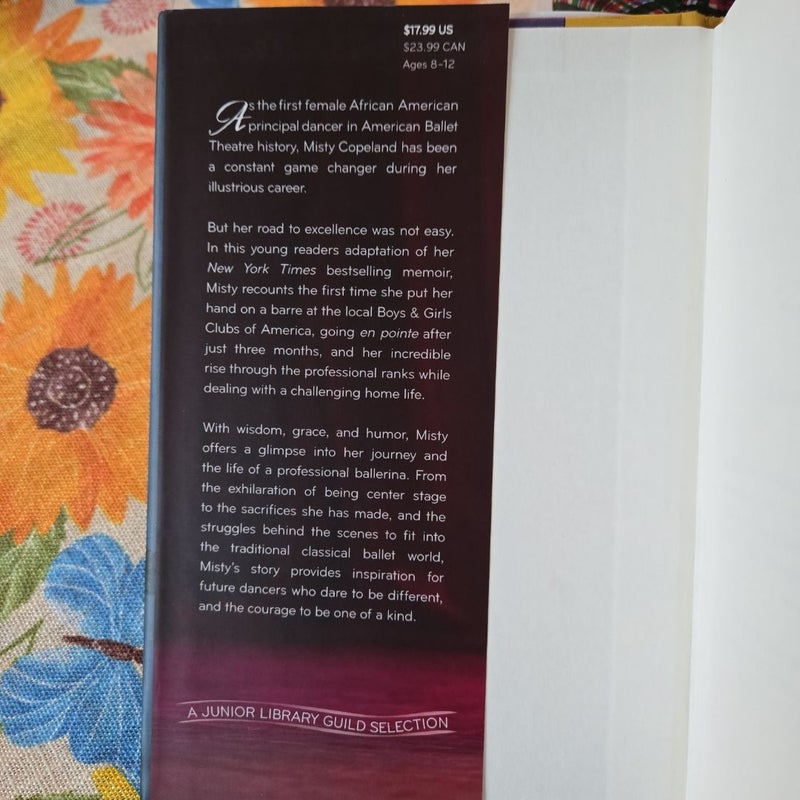 $17.99 US
$23.99 CAN
Ages 8–12
As the first female African American
principal dancer in American Ballet
Theatre history, Misty Copeland has been
a constant game changer during her
illustrious career.
But her road to excellence was not easy.
In this young readers adaptation of her
New York Times bestselling memoir,
Misty recounts the first time she put her
hand on a barre at the local Boys & Girls
Clubs of America, going en pointe after
just three months, and her incredible
rise through the professional ranks while
dealing with a challenging home life.
With wisdom, grace, and humor, Misty
offers a glimpse into her journey and
the life of a professional ballerina. From
the exhilaration of being center stage
to the sacrifices she has made, and the
struggles behind the scenes to fit into
the traditional classical ballet world,
Misty's story provides inspiration for
future dancers who dare to be different,
and the courage to be one of a kind.
A JUNIOR LIBRARY GUILD SELECTION